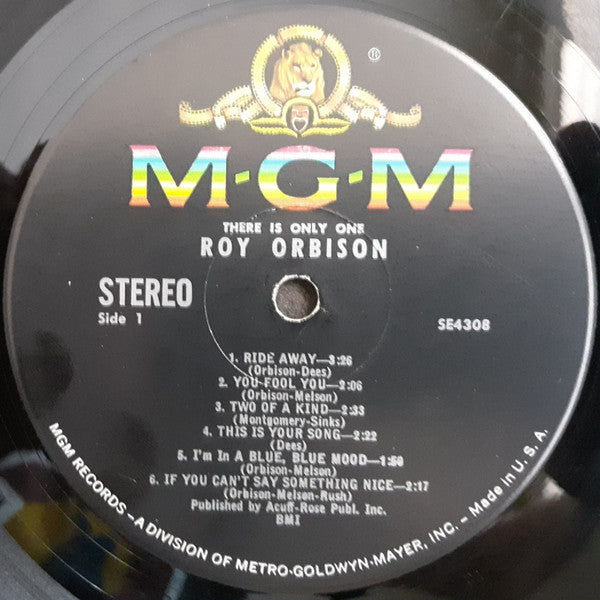 ®
M·G·M
THERE IS ONLY ONE
ROY ORBISON
STEREO
Side 1
SE4308
1. RIDE AWAY—3:26
(Orbison-Dees)
2. YOU FOOL YOU—2:06
(Orbison-Melson)
3. TWO OF A KIND—2:33
(Montgomery-Sinks)
4. THIS IS YOUR SONG—2:22
(Dees)
5. I'm In A BLUE, BLUE MOOD—1:50
(Orbison-Melson)
6. IF YOU CAN'T SAY SOMETHING NICE—2:17
(Orbison-Melson-Rush)
Published by Acuff-Rose Publ. Inc.
BMI
MGM RECORDS—A DIVISION OF METRO-GOLDWYN-MAYER, INC.—Made in U. S. A.